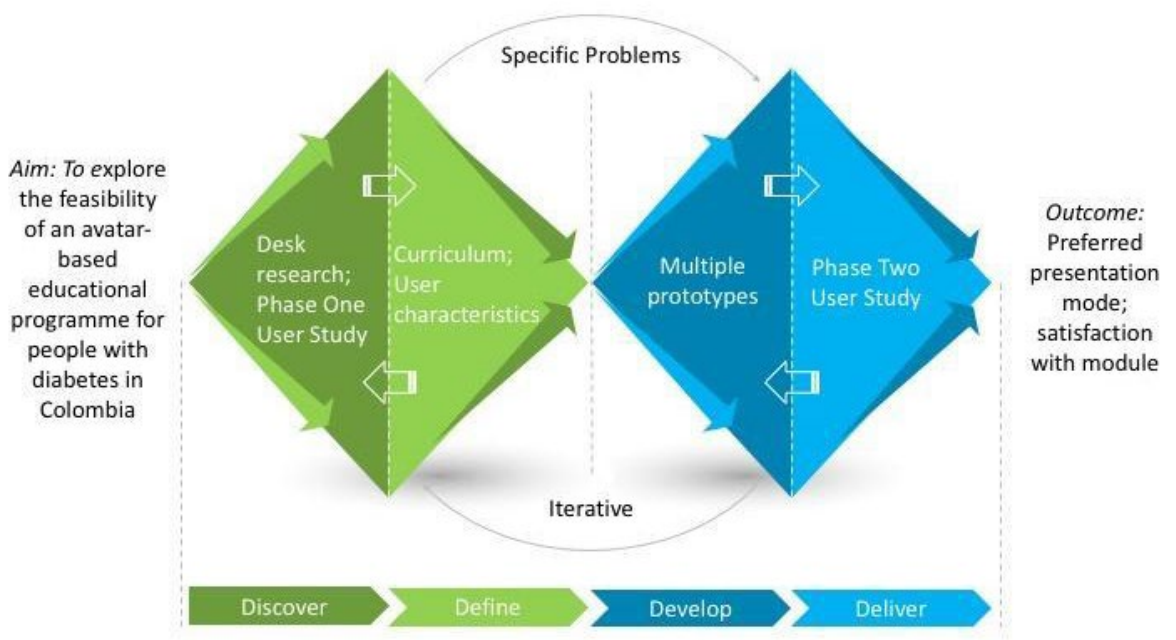 Specific Problems
Aim: To explore
the feasibility
of an avatar-
based
educational
programme for
people with
diabetes in
Colombia
Desk
research;
Phase One
User Study
Curriculum;
User
characteristics
Multiple
prototypes
Phase Two
User Study
Outcome:
Preferred
presentation
mode;
satisfaction
with module
Iterative
Discover
Define
Develop
Deliver